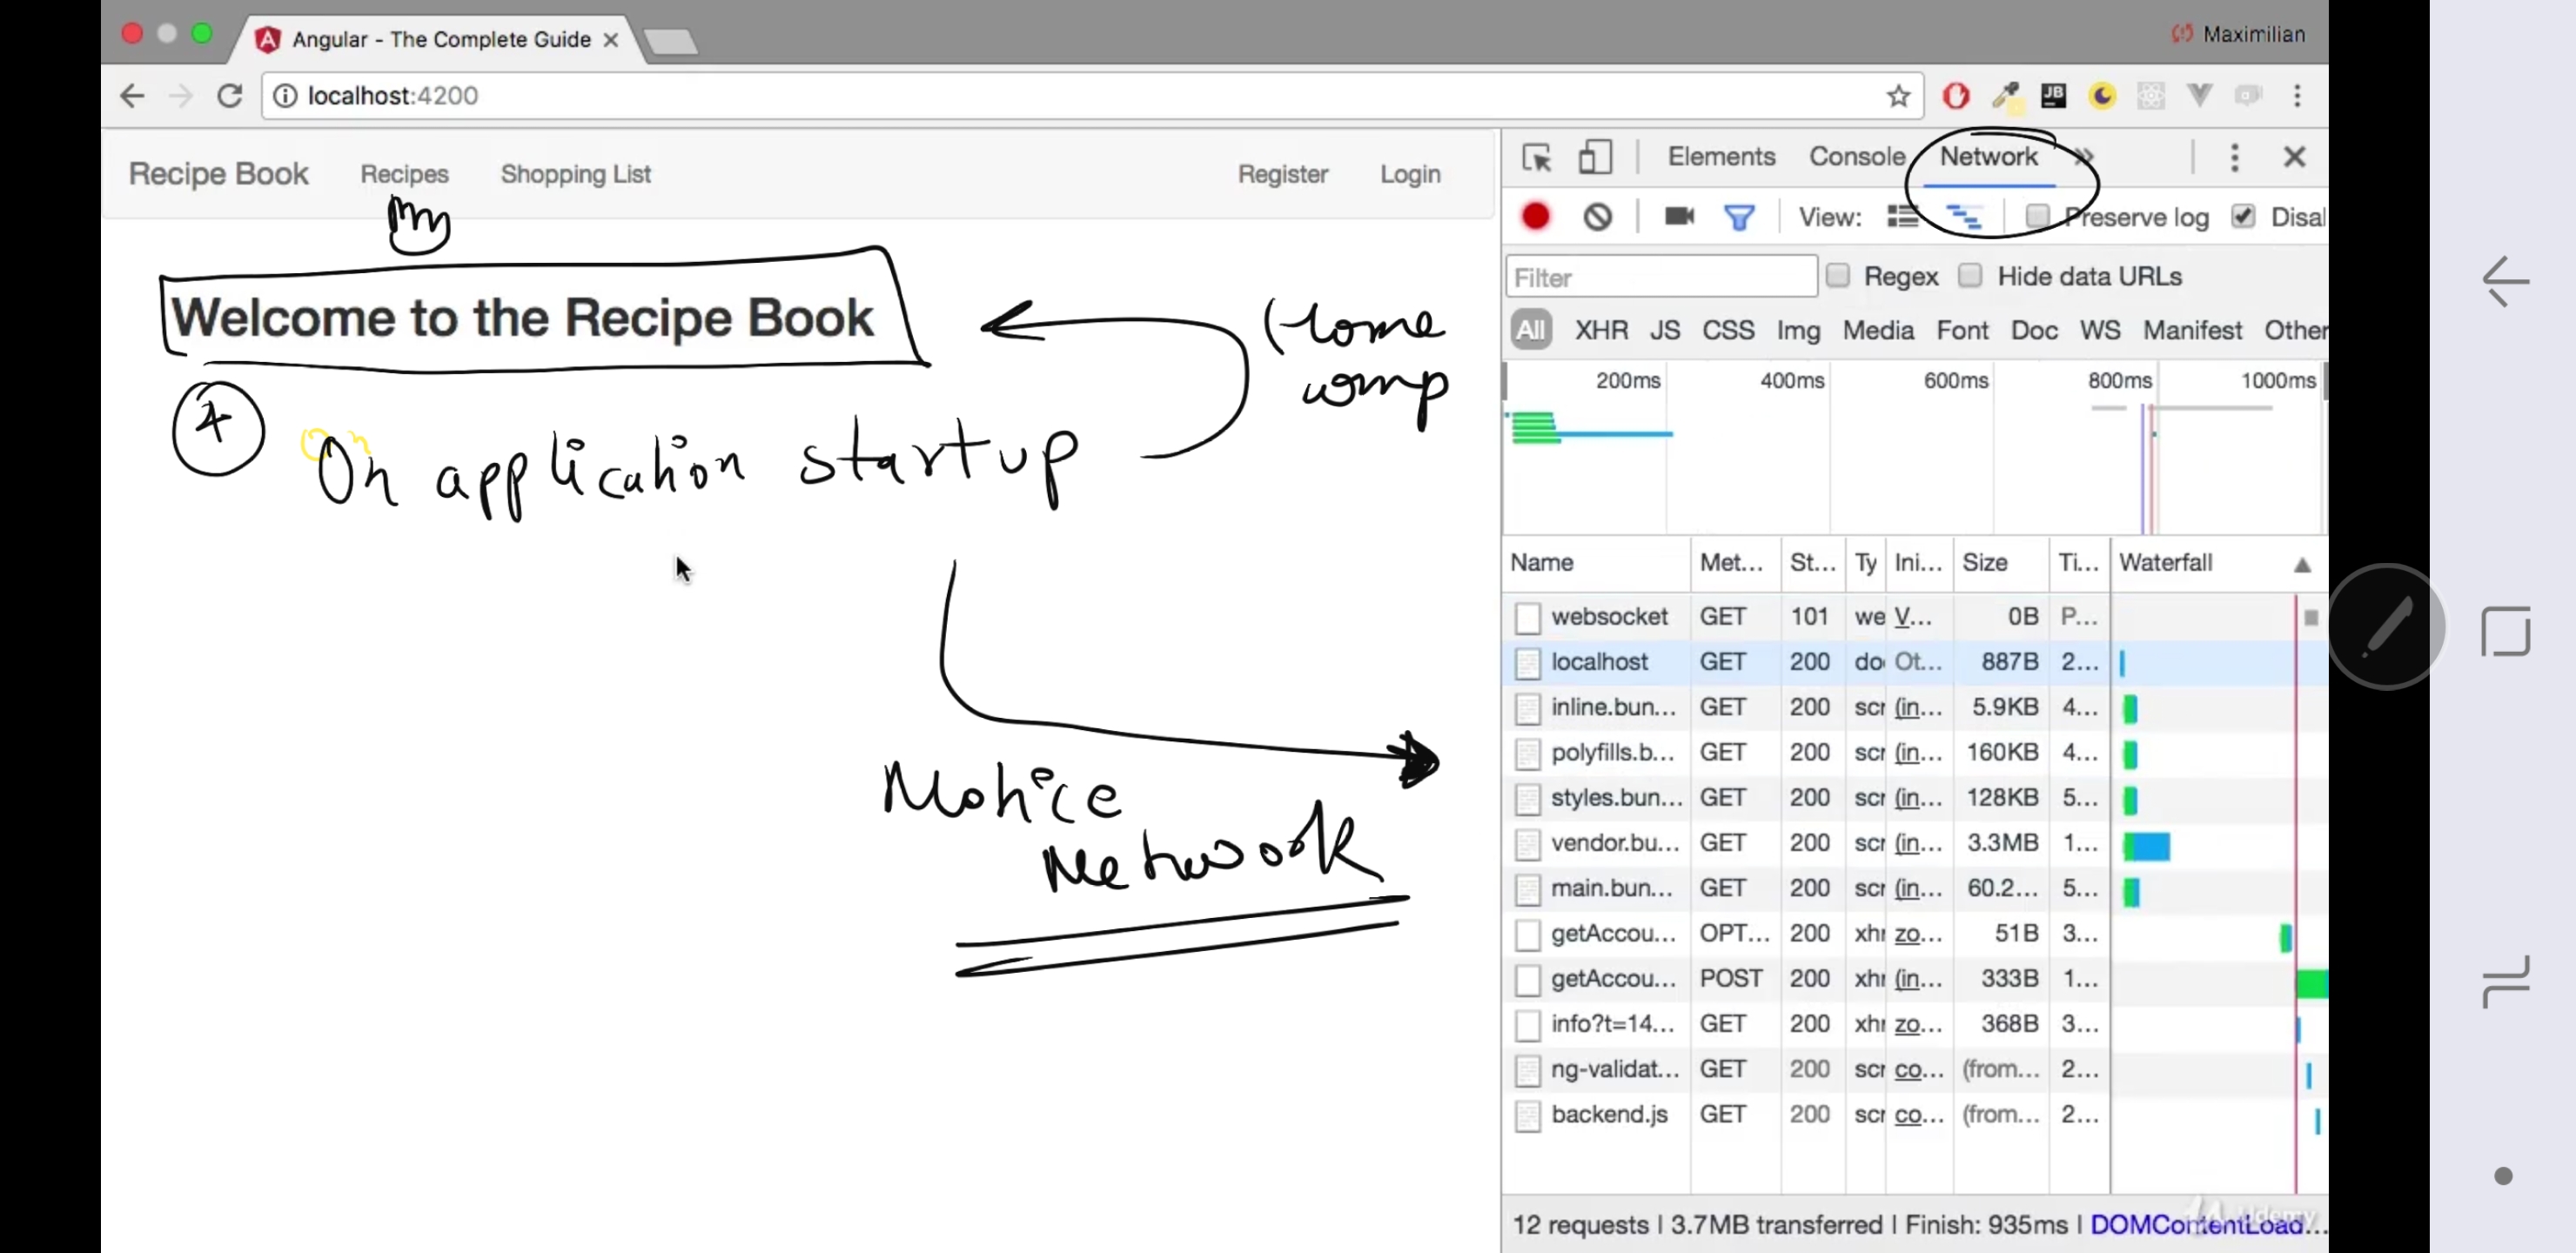 Angular - The Complete Guide
Maximilian
localhost:4200
Recipe Book Recipes Shopping List Register Login
Elements Console Network
View: Preserve log Disal
Filter Regex Hide data URLs
All XHR JS CSS Img Media Font Doc WS Manifest Other
200ms 400ms 600ms 800ms 1000ms
Welcome to the Recipe Book
Home
comp
On application startup
Notice
Network
Name Met... St... Ty Ini... Size Ti... Waterfall
websocket GET 101 we V... 0B P...
localhost GET 200 do Ot... 887B 2...
inline.bun... GET 200 scr (in... 5.9KB 4...
polyfills.b... GET 200 scr (in... 160KB 4...
styles.bun... GET 200 scr (in... 128KB 5...
vendor.bu... GET 200 scr (in... 3.3MB 1...
main.bun... GET 200 scr (in... 60.2... 5...
getAccou... OPT... 200 xhr zo... 51B 3...
getAccou... POST 200 xhr (in... 333B 1...
info?t=14... GET 200 xhr zo... 368B 3...
ng-validat... GET 200 scr co... (from... 2...
backend.js GET 200 scr co... (from... 2...
12 requests | 3.7MB transferred | Finish: 935ms | DOMContentLoad...
Udemy